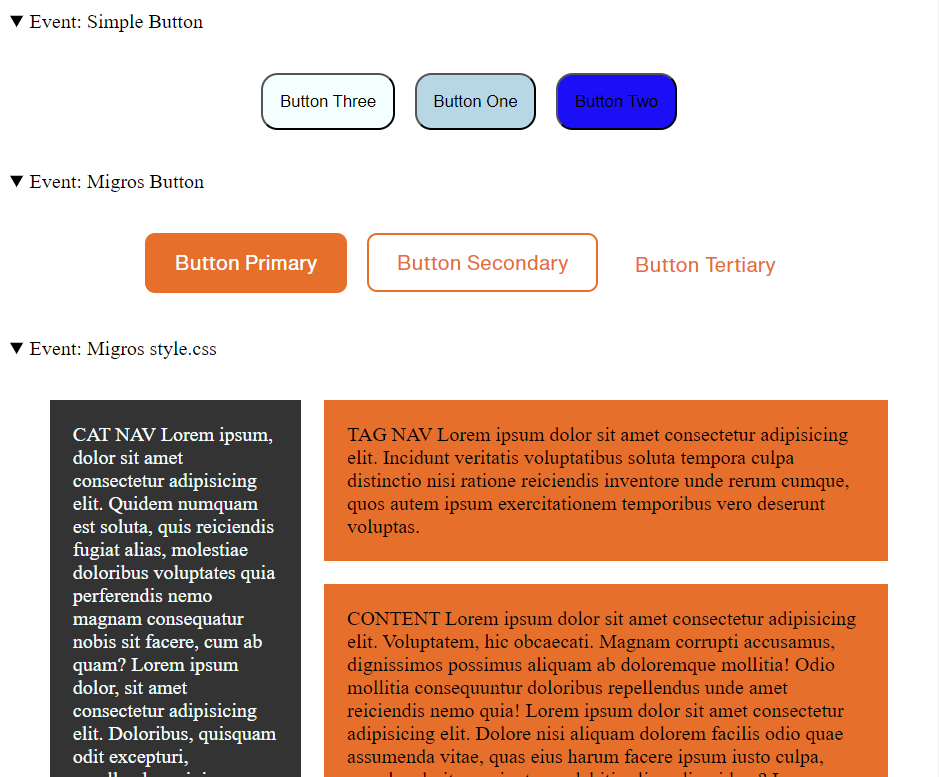 Event: Simple Button
Button Three
Button One
Button Two
Event: Migros Button
Button Primary
Button Secondary
Button Tertiary
Event: Migros style.css
CAT NAV Lorem ipsum,
dolor sit amet
consectetur adipisicing
elit. Quidem numquam
est soluta, quis reiciendis
fugiat alias, molestiae
doloribus voluptates quia
perferendis nemo
magnam consequatur
nobis sit facere, cum ab
quam? Lorem ipsum
dolor, sit amet
consectetur adipisicing
elit. Doloribus, quisquam
odit excepturi,
TAG NAV Lorem ipsum dolor sit amet consectetur adipisicing
elit. Incidunt veritatis voluptatibus soluta tempora culpa
distinctio nisi ratione reiciendis inventore unde rerum cumque,
quos autem ipsum exercitationem temporibus vero deserunt
voluptas.
CONTENT Lorem ipsum dolor sit amet consectetur adipisicing
elit. Voluptatem, hic obcaecati. Magnam corrupti accusamus,
dignissimos possimus aliquam ab doloremque mollitia! Odio
mollitia consequuntur doloribus repellendus unde amet
reiciendis nemo quia! Lorem ipsum dolor sit amet consectetur
adipisicing elit. Dolore nisi aliquam dolorem facilis odio quae
assumenda vitae, quas eius harum facere ipsum iusto culpa,